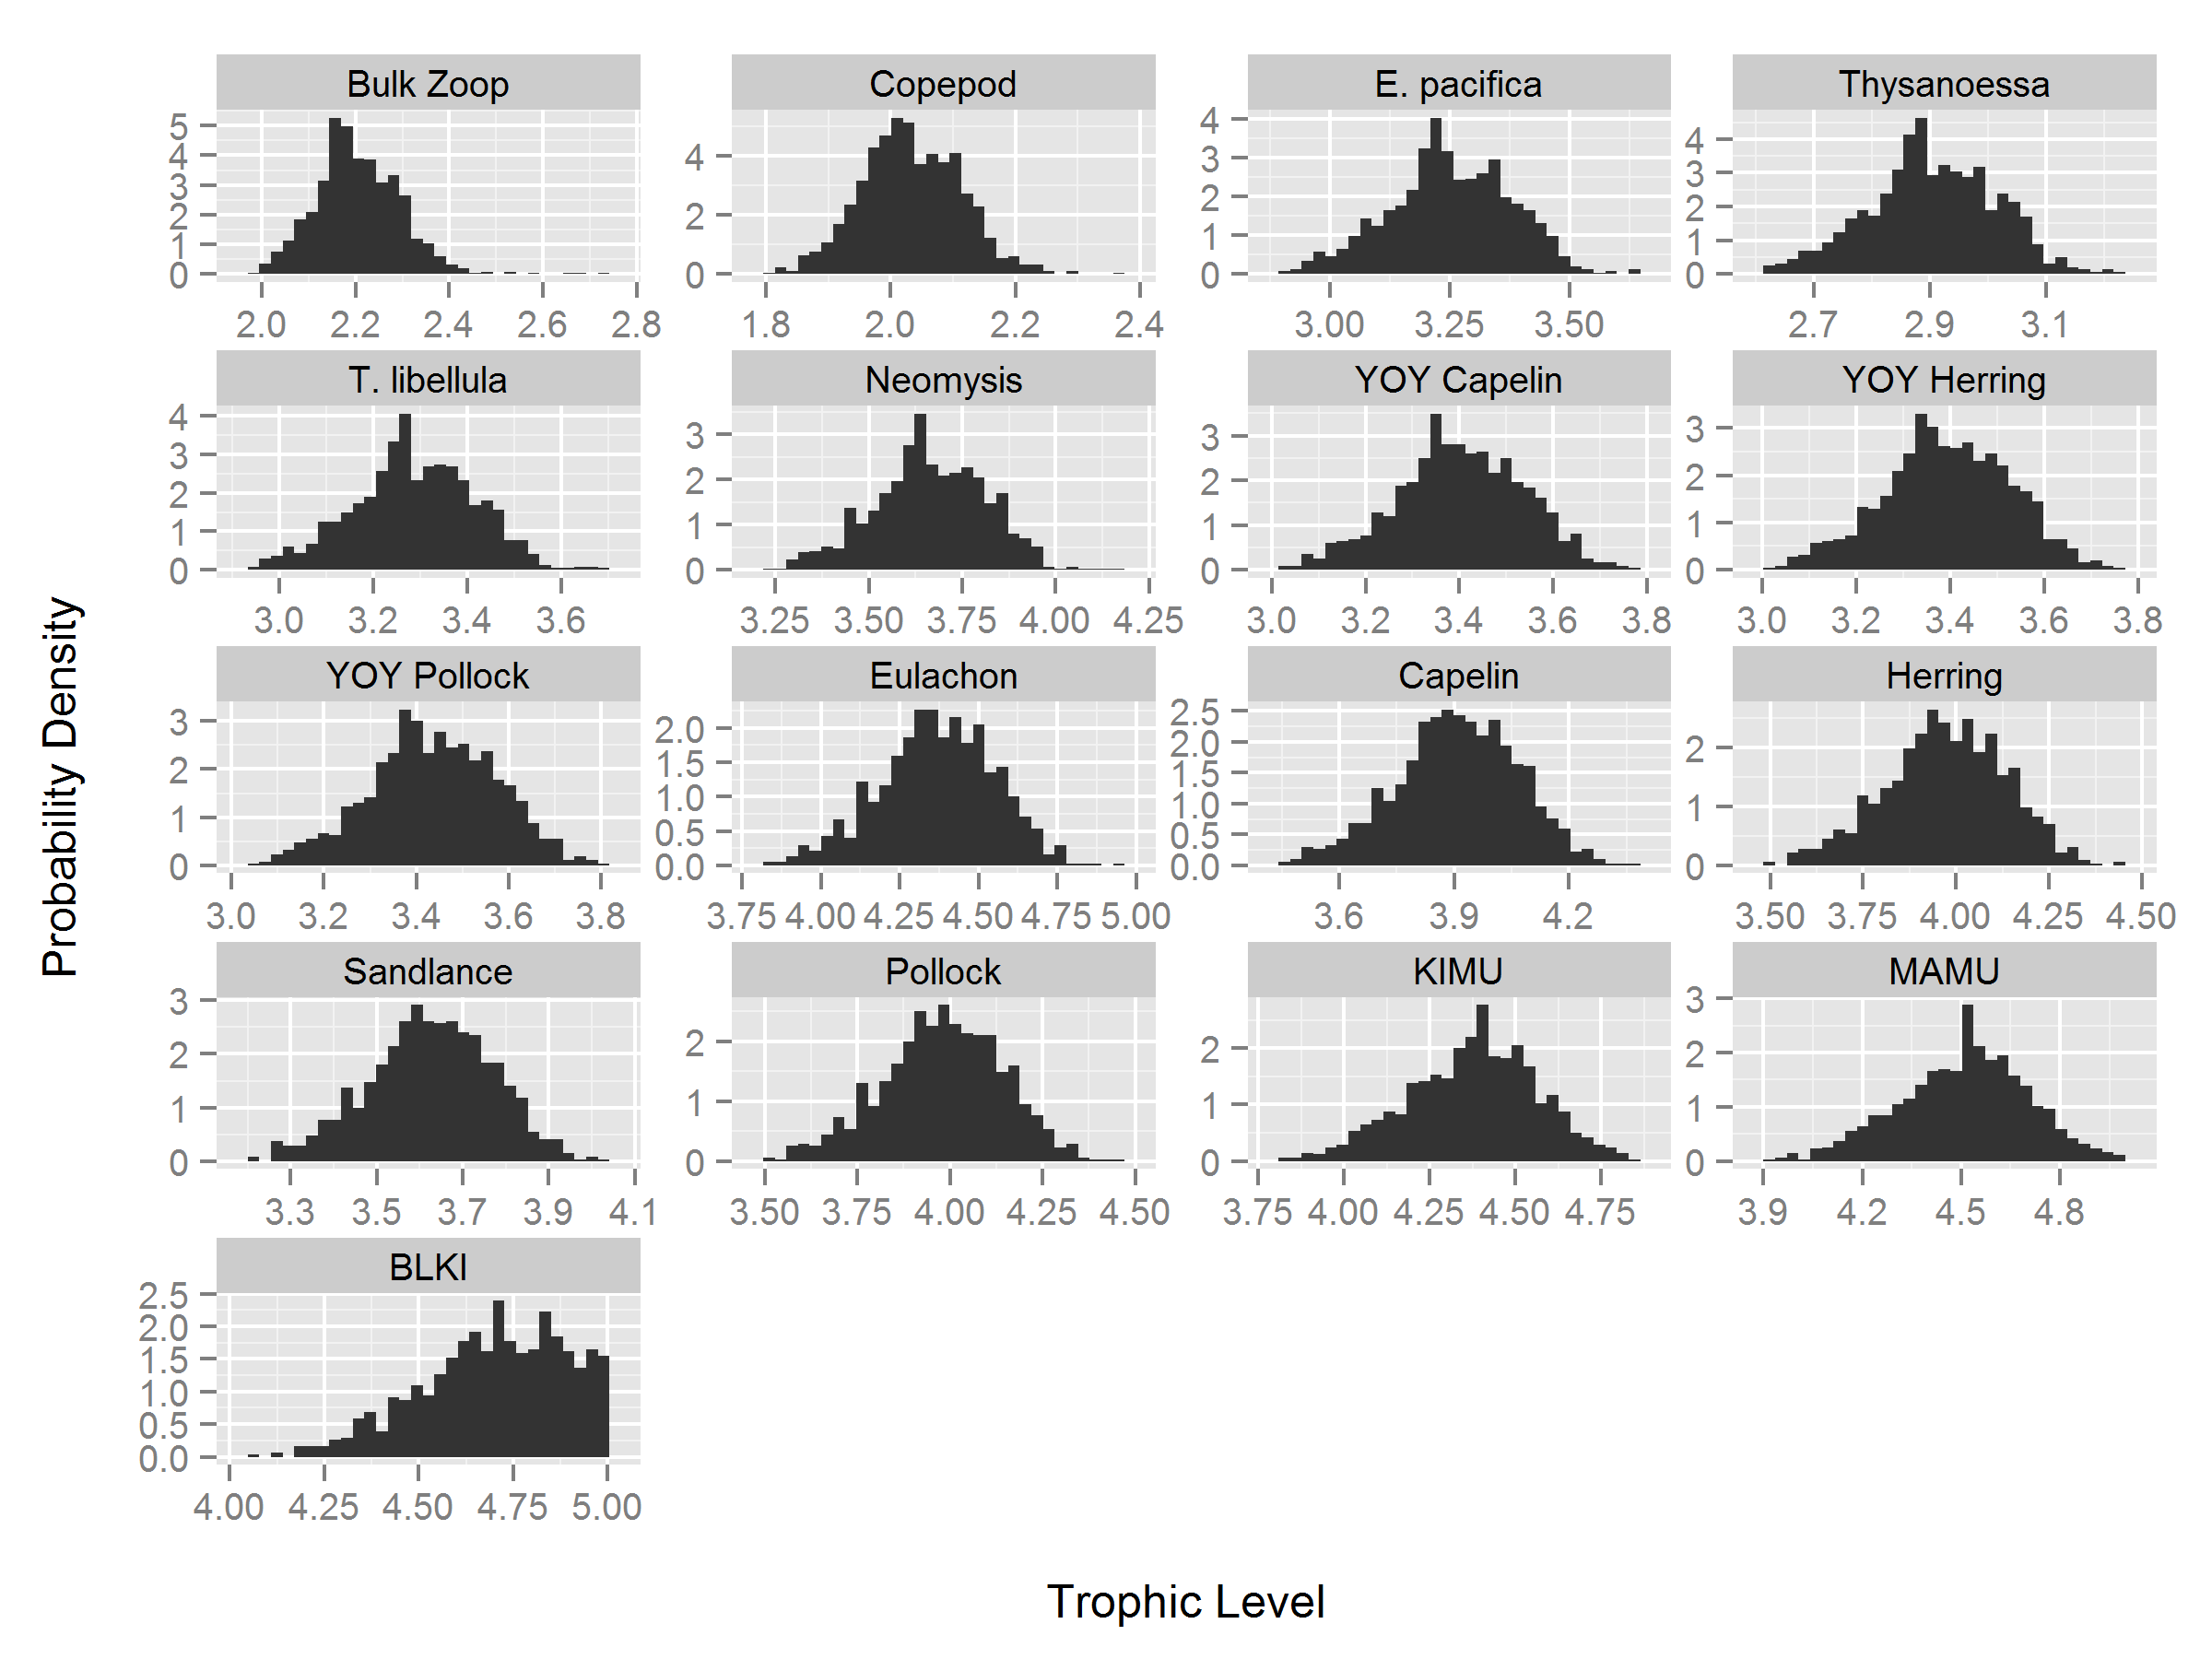 Bulk Zoop Copepod E. pacifica Thysanoessa
5 4 3 2 1 0
4 2 0
4 3 2 1 0
4 3 2 1 0
2.0 2.2 2.4 2.6 2.8 1.8 2.0 2.2 2.4 3.00 3.25 3.50 2.7 2.9 3.1
T. libellula Neomysis YOY Capelin YOY Herring
4 3 2 1 0
3 2 1 0
3 2 1 0
3 2 1 0
3.0 3.2 3.4 3.6 3.25 3.50 3.75 4.00 4.25 3.0 3.2 3.4 3.6 3.8 3.0 3.2 3.4 3.6 3.8
Probability Density
YOY Pollock Eulachon Capelin Herring
3 2 1 0
2.0 1.5 1.0 0.5 0.0
2.5 2.0 1.5 1.0 0.5 0.0
2 1 0
3.0 3.2 3.4 3.6 3.8 3.75 4.00 4.25 4.50 4.75 5.00 3.6 3.9 4.2 3.50 3.75 4.00 4.25 4.50
Sandlance Pollock KIMU MAMU
3 2 1 0
2 1 0
2 1 0
3 2 1 0
3.3 3.5 3.7 3.9 4.1 3.50 3.75 4.00 4.25 4.50 3.75 4.00 4.25 4.50 4.75 3.9 4.2 4.5 4.8
BLKI
2.5 2.0 1.5 1.0 0.5 0.0
4.00 4.25 4.50 4.75 5.00
Trophic Level